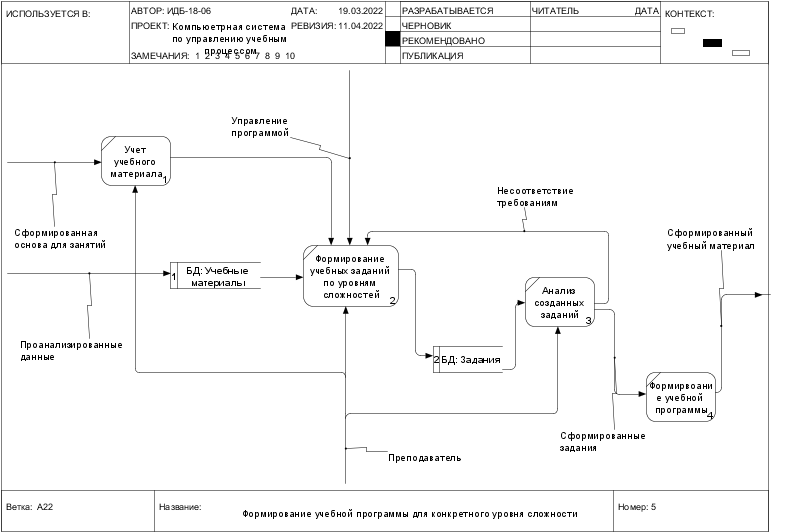 ИСПОЛЬЗУЕТСЯ В:
АВТОР: ИДБ-18-06
ДАТА: 19.03.2022
РАЗРАБАТЫВАЕТСЯ
ЧИТАТЕЛЬ
ДАТА
КОНТЕКСТ:
ПРОЕКТ: Компьюетрная система
по управлению учебным
процессом
РЕВИЗИЯ: 11.04.2022
ЧЕРНОВИК
РЕКОМЕНДОВАНО
ЗАМЕЧАНИЯ: 1 2 3 4 5 6 7 8 9 10
ПУБЛИКАЦИЯ
Управление
программой
Учет
учебного
материала
1
Несоответствие
требованиям
Сформированная
основа для занятий
Сформированный
учебный материал
1
БД: Учебные
материалы
Формирование
учебных заданий
по уровням
сложностей
2
Анализ
созданных
заданий
3
Проанализированные
данные
2
БД: Задания
Формирвоани
е учебной
программы
4
Сформированные
задания
Преподаватель
Ветка: A22
Название:
Формирование учебной программы для конкретного уровня сложности
Номер: 5